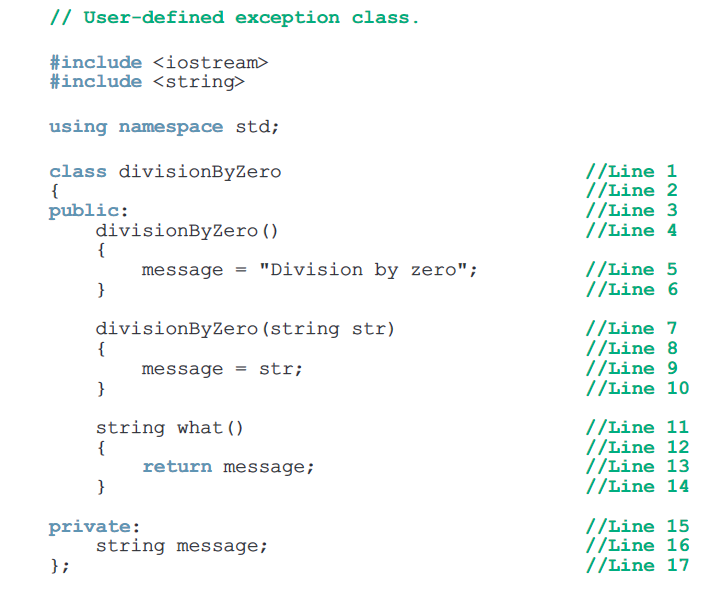 // User-defined exception class.
#include <iostream>
#include <string>
using namespace std;
class divisionByZero //Line 1
{ //Line 2
public: //Line 3
divisionByZero() //Line 4
{
message = "Division by zero"; //Line 5
} //Line 6
divisionByZero(string str) //Line 7
{ //Line 8
message = str; //Line 9
} //Line 10
string what() //Line 11
{ //Line 12
return message; //Line 13
} //Line 14
private: //Line 15
string message; //Line 16
}; //Line 17